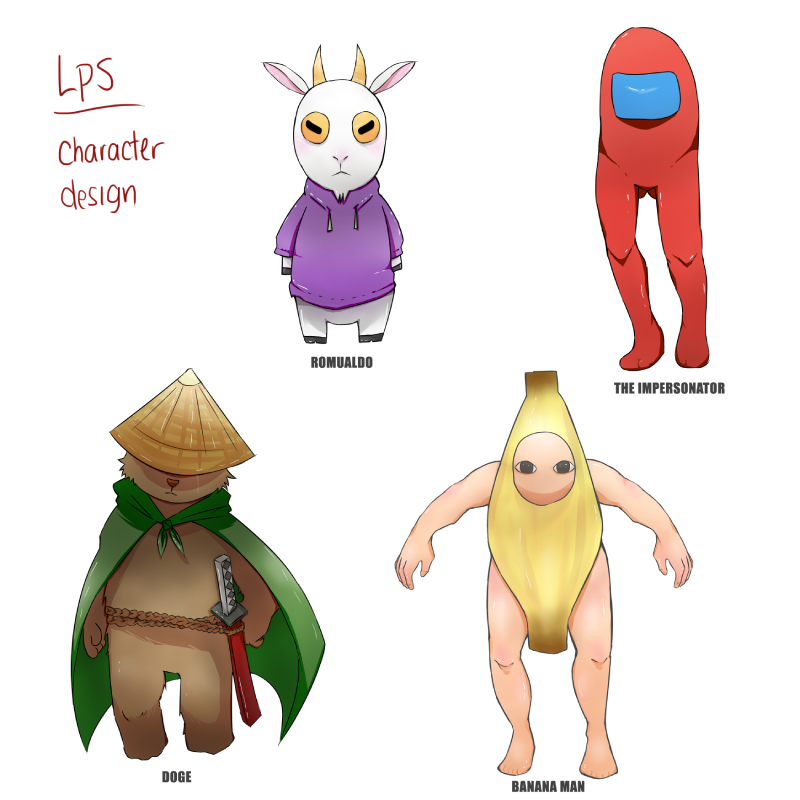 LpS
character
design
ROMUALDO
THE IMPERSONATOR
DOGE
BANANA MAN